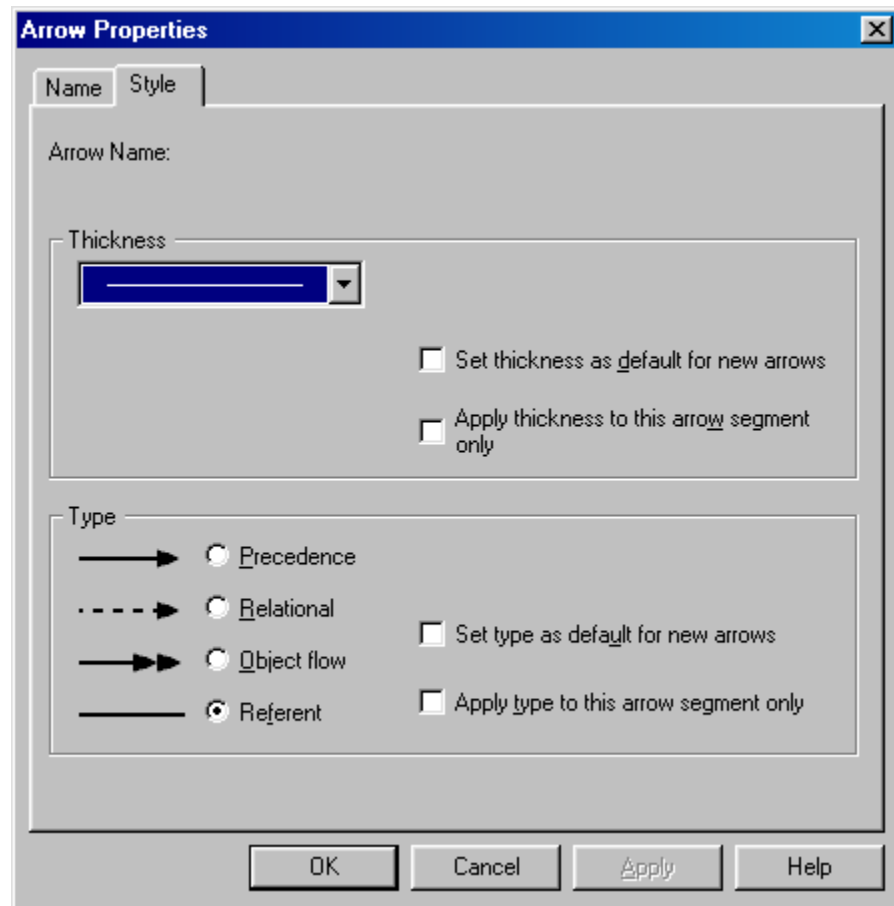 Arrow Properties
Name Style
Arrow Name:
Thickness
Set thickness as default for new arrows
Apply thickness to this arrow segment
only
Type
Precedence
Relational
Object flow
Referent
Set type as default for new arrows
Apply type to this arrow segment only
OK Cancel Apply Help